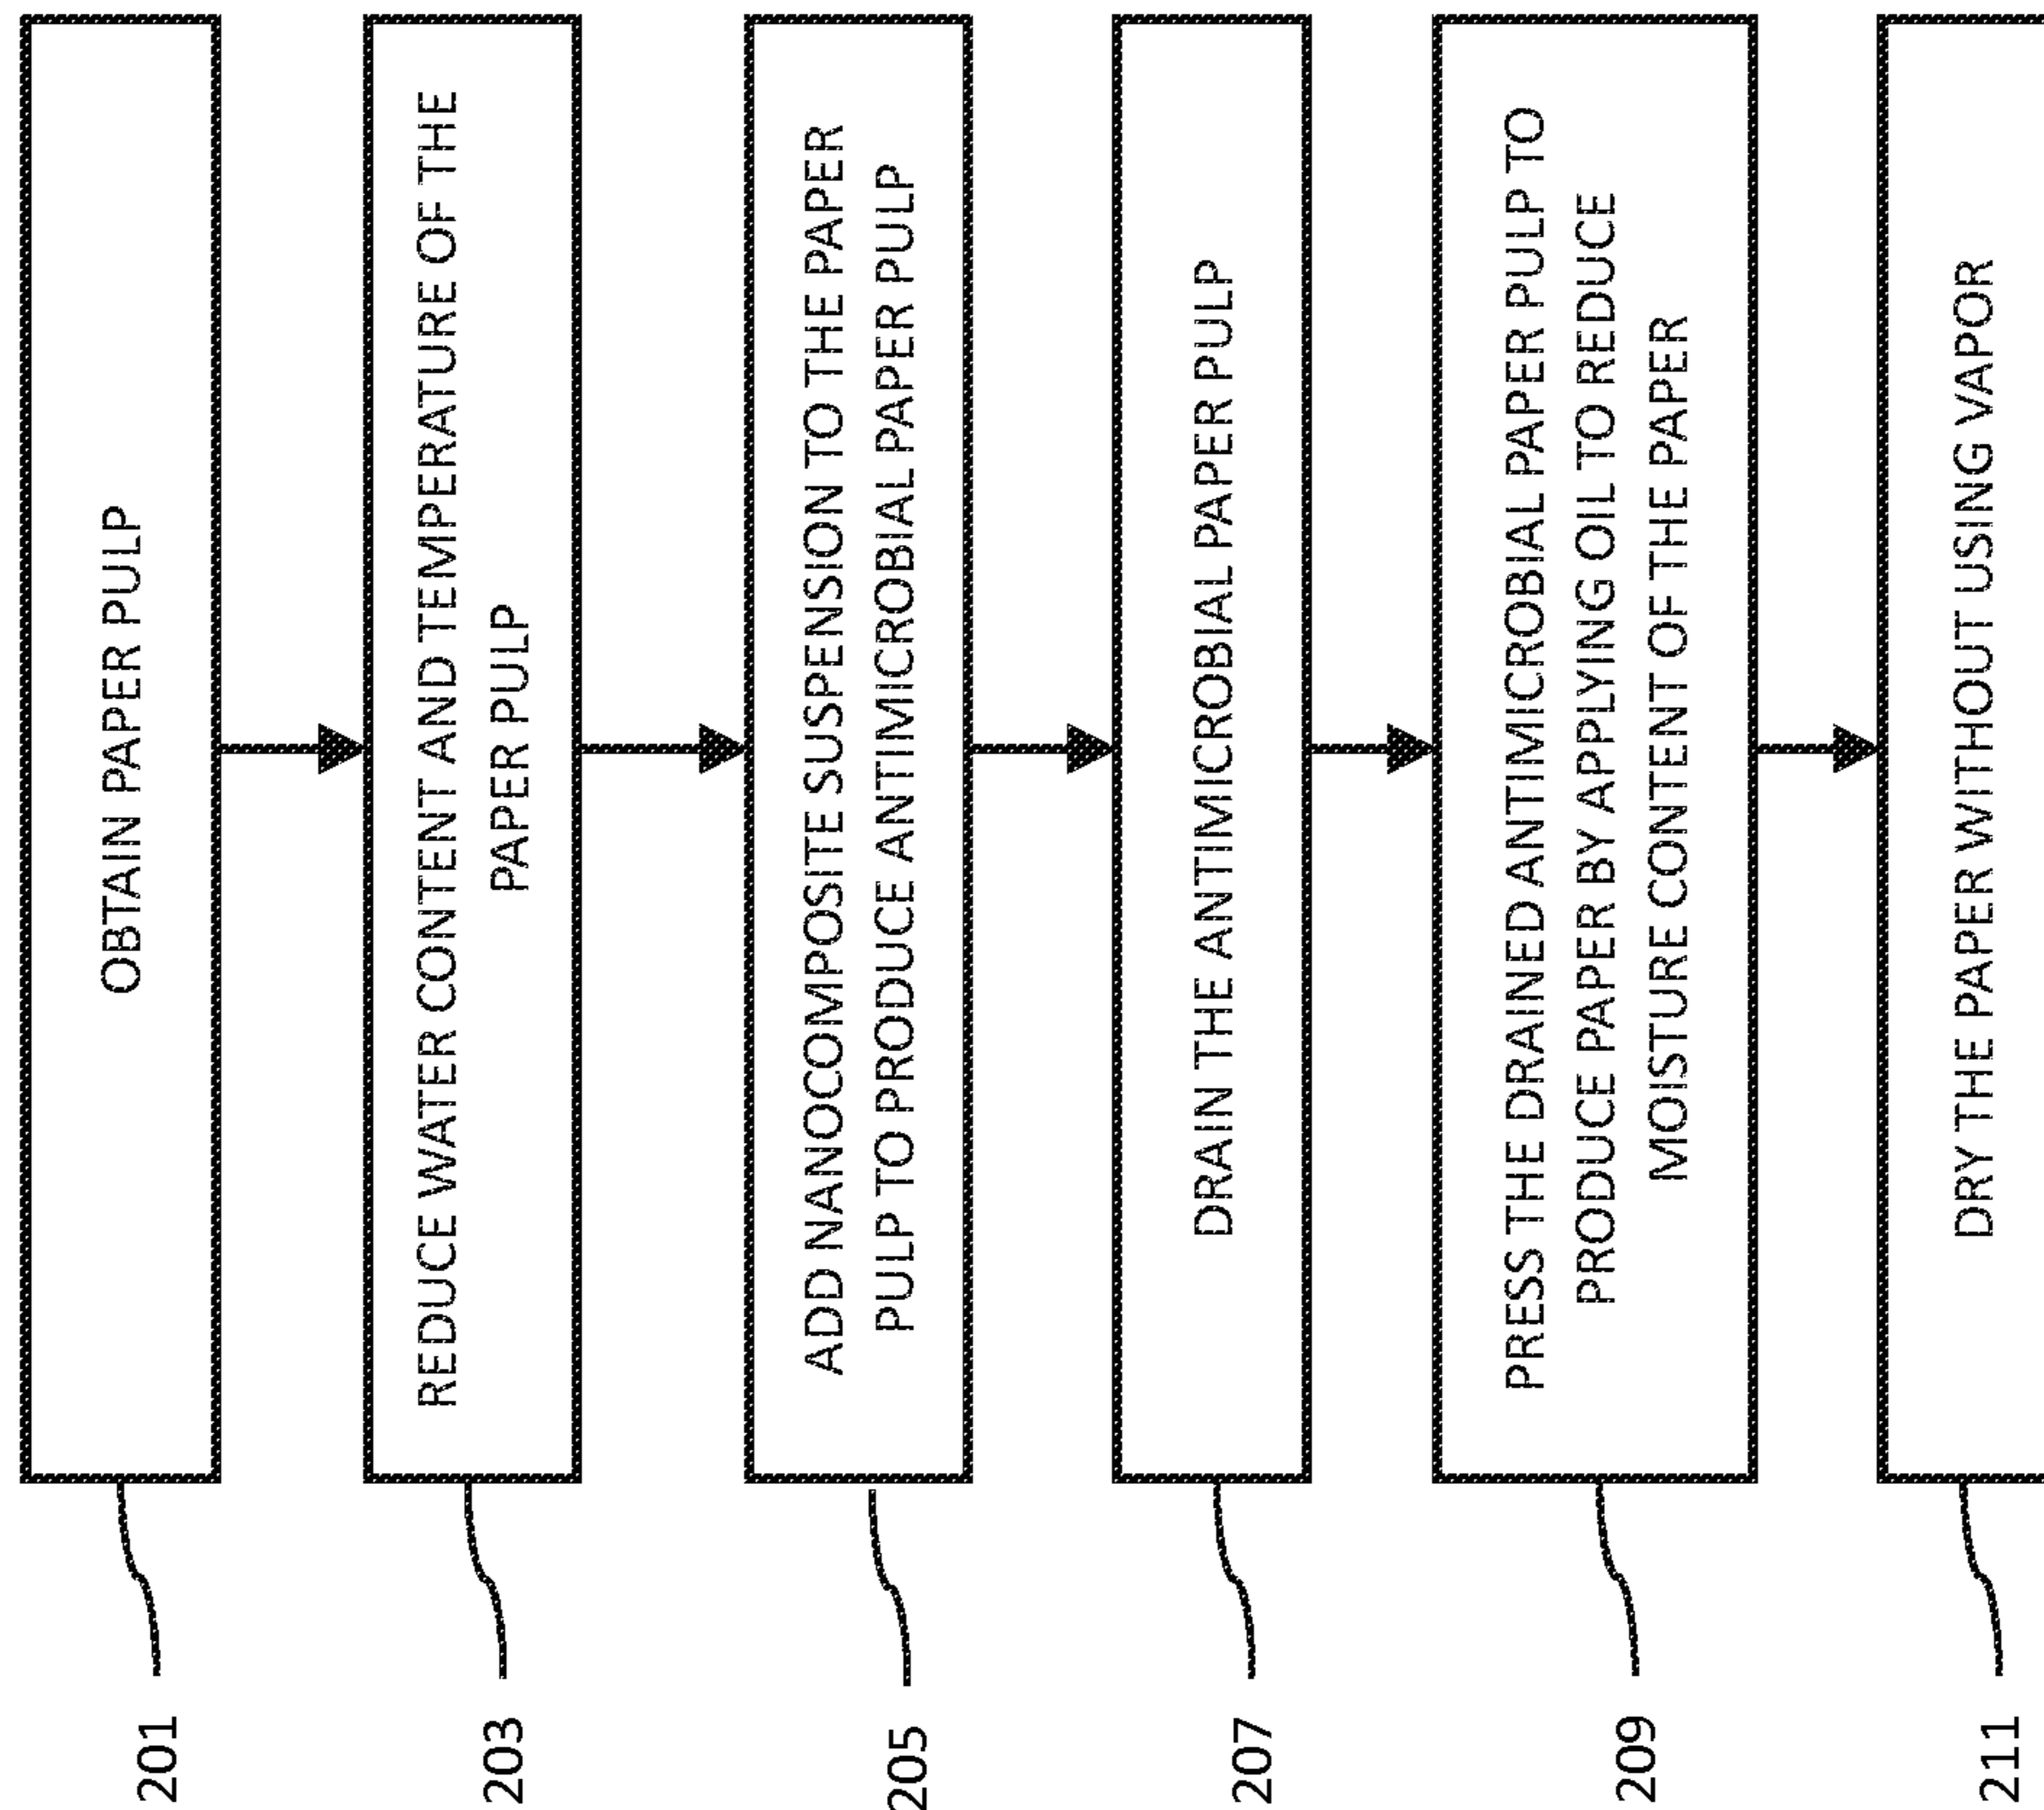 201
OBTAIN PAPER PULP
203
REDUCE WATER CONTENT AND TEMPERATURE OF THE
PAPER PULP
205
ADD NANOCOMPOSITE SUSPENSION TO THE PAPER
PULP TO PRODUCE ANTIMICROBIAL PAPER PULP
207
DRAIN THE ANTIMICROBIAL PAPER PULP
209
PRESS THE DRAINED ANTIMICROBIAL PAPER PULP TO
PRODUCE PAPER BY APPLYING OIL TO REDUCE
MOISTURE CONTENT OF THE PAPER
211
DRY THE PAPER WITHOUT USING VAPOR